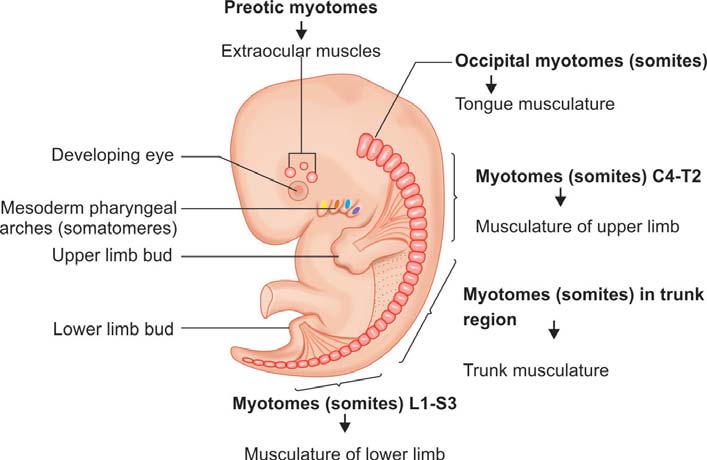 Preotic myotomes
Extraocular muscles
Occipital myotomes (somites)
Tongue musculature
Developing eye
Mesoderm pharyngeal
arches (somatomeres)
Upper limb bud
Lower limb bud
Myotomes (somites) C4-T2
Musculature of upper limb
Myotomes (somites) in trunk
region
Trunk musculature
Myotomes (somites) L1-S3
Musculature of lower limb